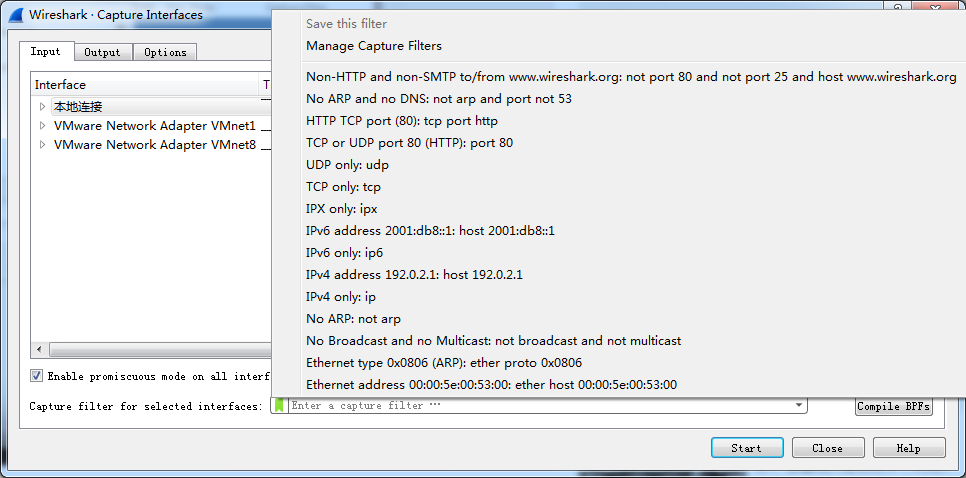 Wireshark · Capture Interfaces
Input Output Options
Interface T
本地连接
VMware Network Adapter VMnet1
VMware Network Adapter VMnet8
Save this filter
Manage Capture Filters
Non-HTTP and non-SMTP to/from www.wireshark.org: not port 80 and not port 25 and host www.wireshark.org
No ARP and no DNS: not arp and port not 53
HTTP TCP port (80): tcp port http
TCP or UDP port 80 (HTTP): port 80
UDP only: udp
TCP only: tcp
IPX only: ipx
IPv6 address 2001:db8::1: host 2001:db8::1
IPv6 only: ip6
IPv4 address 192.0.2.1: host 192.0.2.1
IPv4 only: ip
No ARP: not arp
No Broadcast and no Multicast: not broadcast and not multicast
Ethernet type 0x0806 (ARP): ether proto 0x0806
Ethernet address 00:00:5e:00:53:00: ether host 00:00:5e:00:53:00
Enable promiscuous mode on all interf
Capture filter for selected interfaces: Enter a capture filter … Compile BPFs
Start Close Help